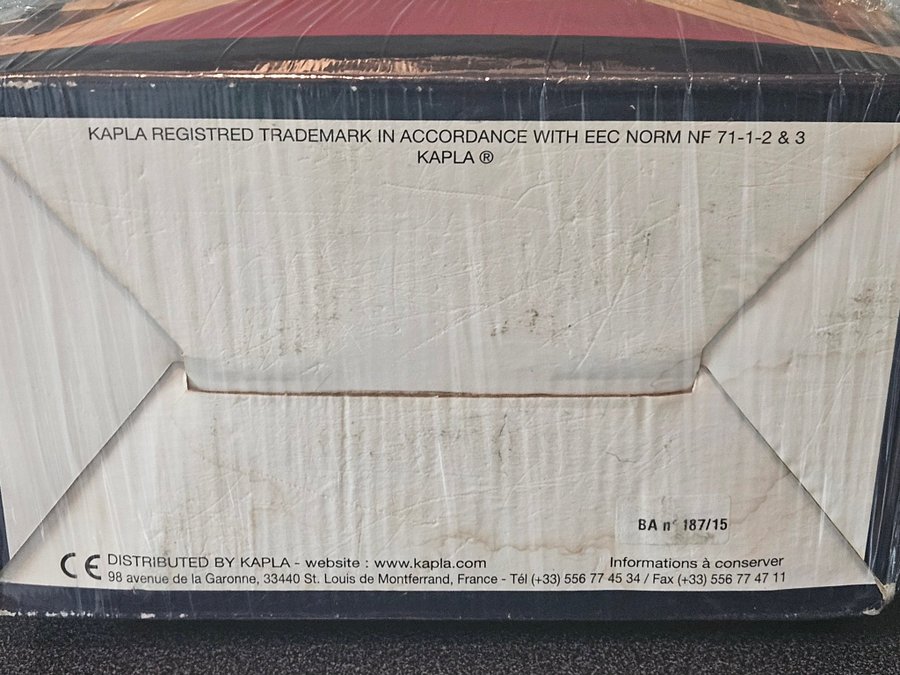 KAPLA REGISTRED TRADEMARK IN ACCORDANCE WITH EEC NORM NF 71-1-2 & 3
KAPLA ®
BA n° 187/15
CE DISTRIBUTED BY KAPLA - website : www.kapla.com
98 avenue de la Garonne, 33440 St. Louis de Montferrand, France - Tél (+33) 556 77 45 34 / Fax (+33) 556 77 47 11
Informations à conserver